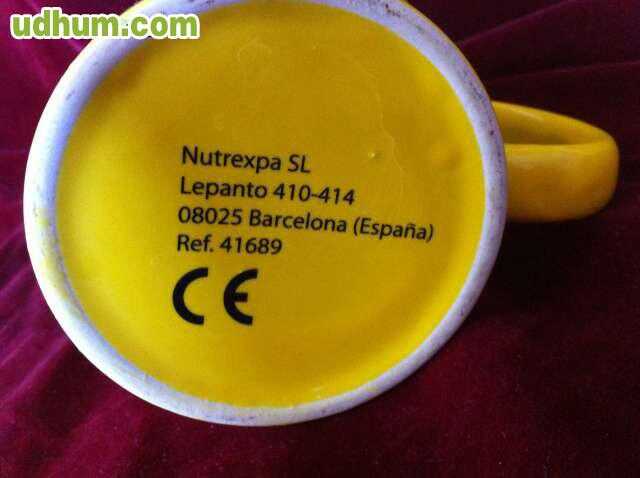 udhum.com
Nutrexpa SL
Lepanto 410-414
08025 Barcelona (España)
Ref. 41689
CE